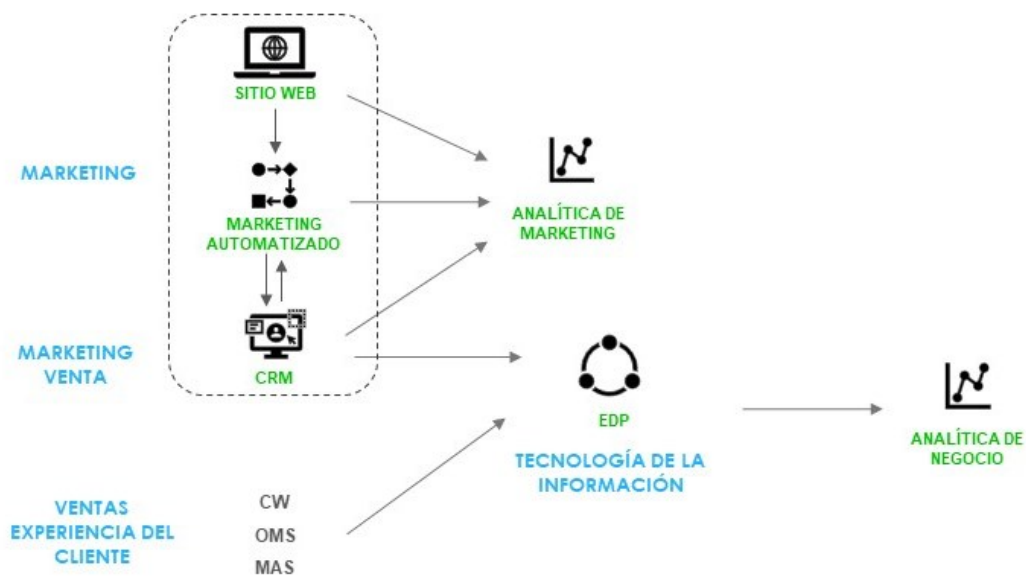 SITIO WEB
MARKETING
MARKETING
AUTOMATIZADO
ANALÍTICA DE
MARKETING
MARKETING
VENTA
CRM
EDP
TECNOLOGÍA DE LA
INFORMACIÓN
ANALÍTICA DE
NEGOCIO
VENTAS
EXPERIENCIA DEL
CLIENTE
CW
OMS
MAS